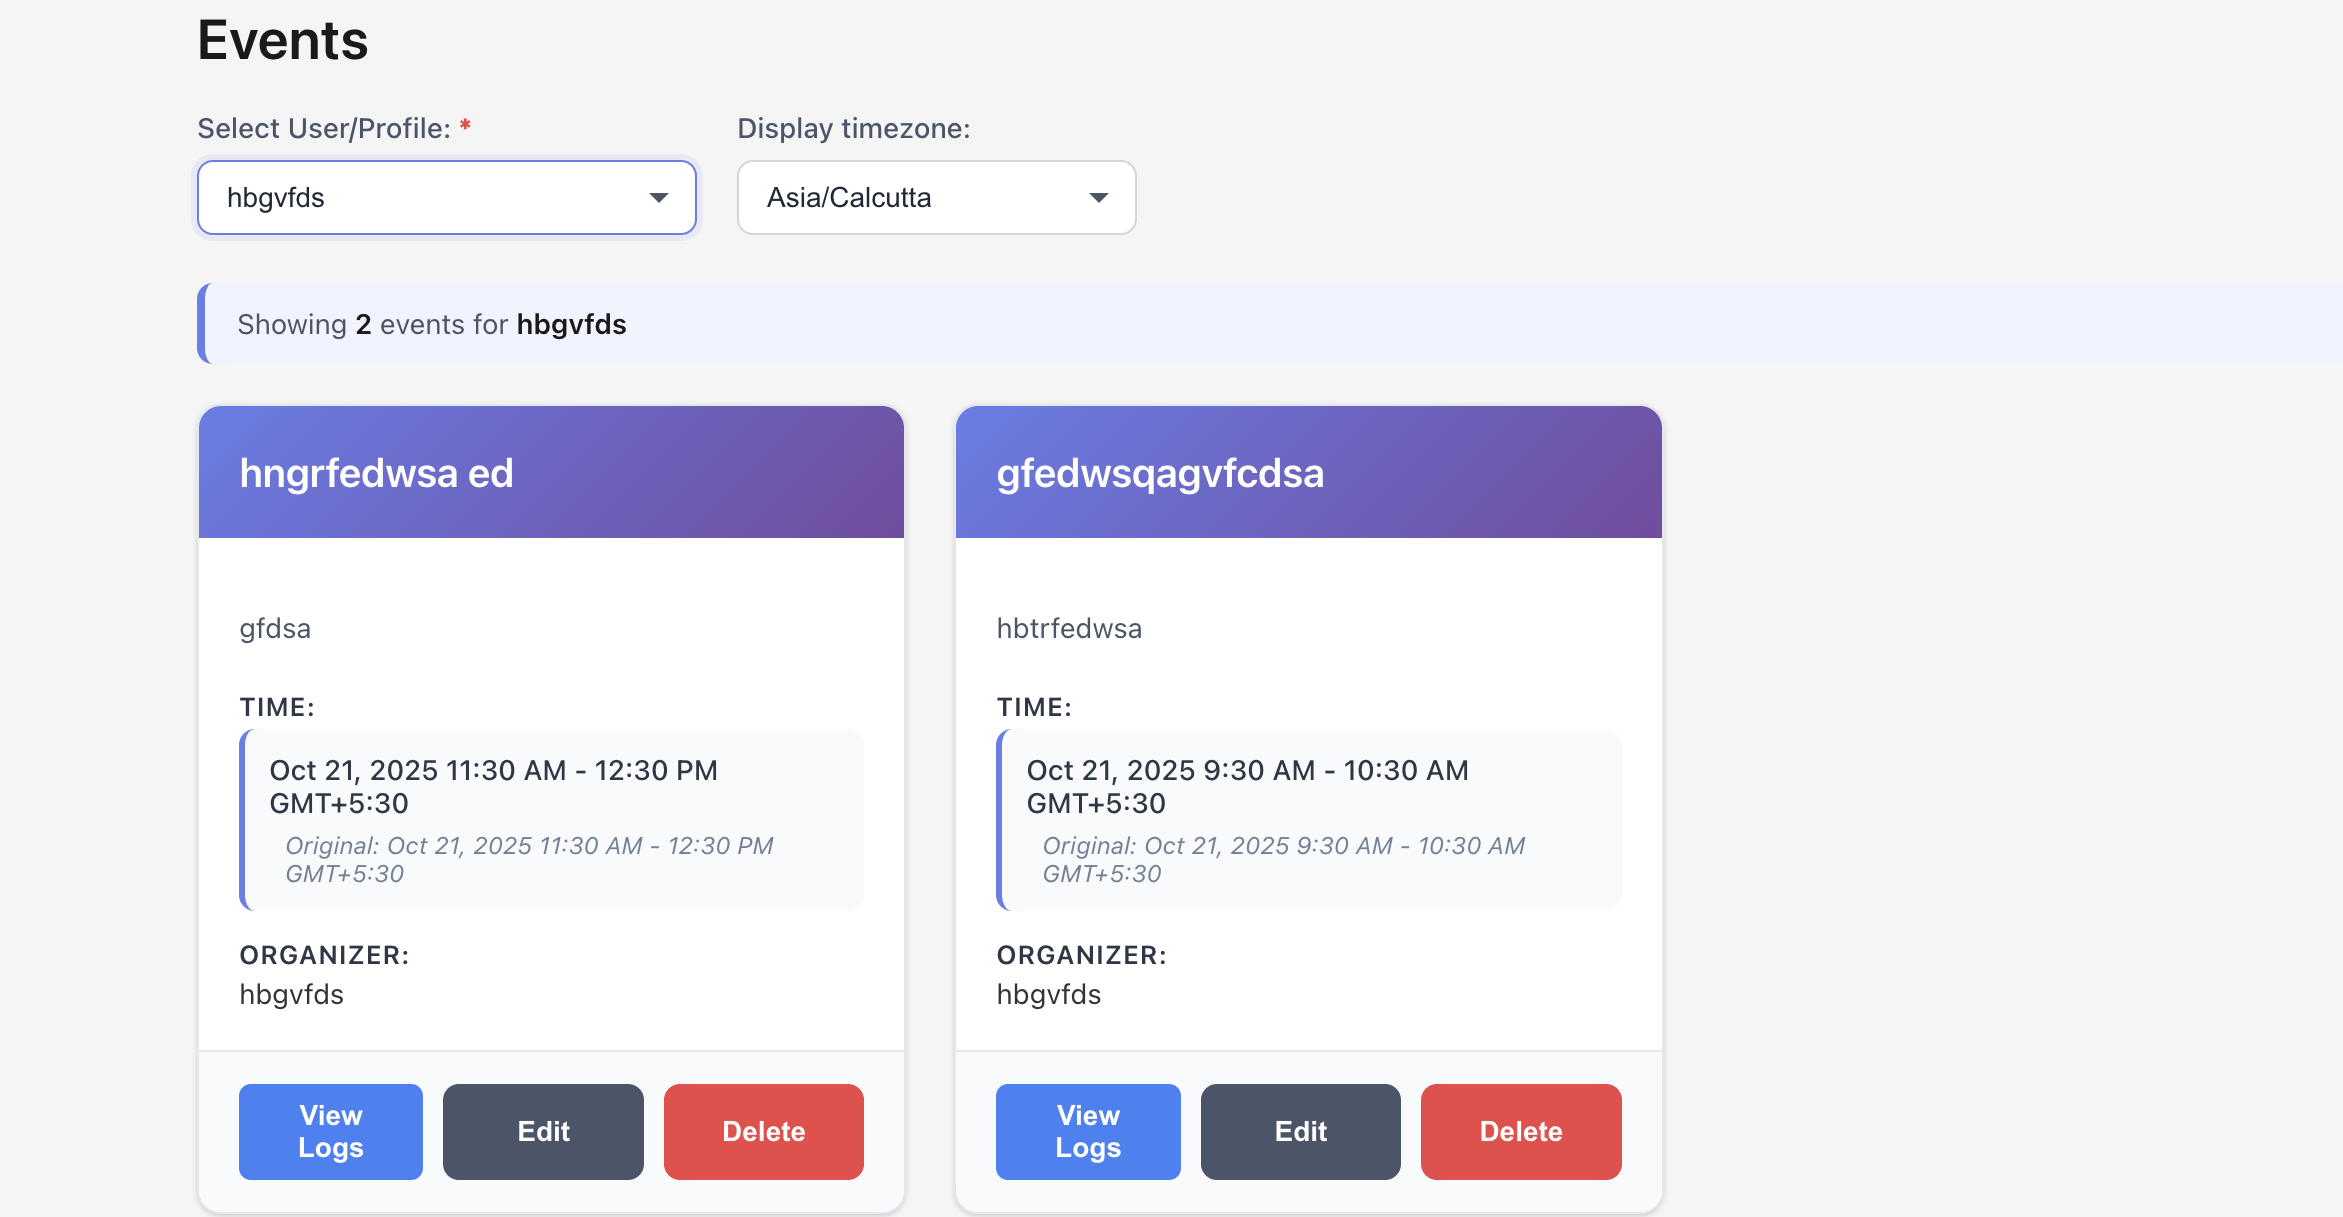 Events
Select User/Profile: *
Display timezone:
hbgvfds
Asia/Calcutta
Showing 2 events for hbgvfds
hngrfedwsa ed
gfdsa
TIME:
Oct 21, 2025 11:30 AM - 12:30 PM
GMT+5:30
Original: Oct 21, 2025 11:30 AM - 12:30 PM
GMT+5:30
ORGANIZER:
hbgvfds
View
Logs
Edit
Delete
gfedwsqagvfcdsa
hbtrfedwsa
TIME:
Oct 21, 2025 9:30 AM - 10:30 AM
GMT+5:30
Original: Oct 21, 2025 9:30 AM - 10:30 AM
GMT+5:30
ORGANIZER:
hbgvfds
View
Logs
Edit
Delete